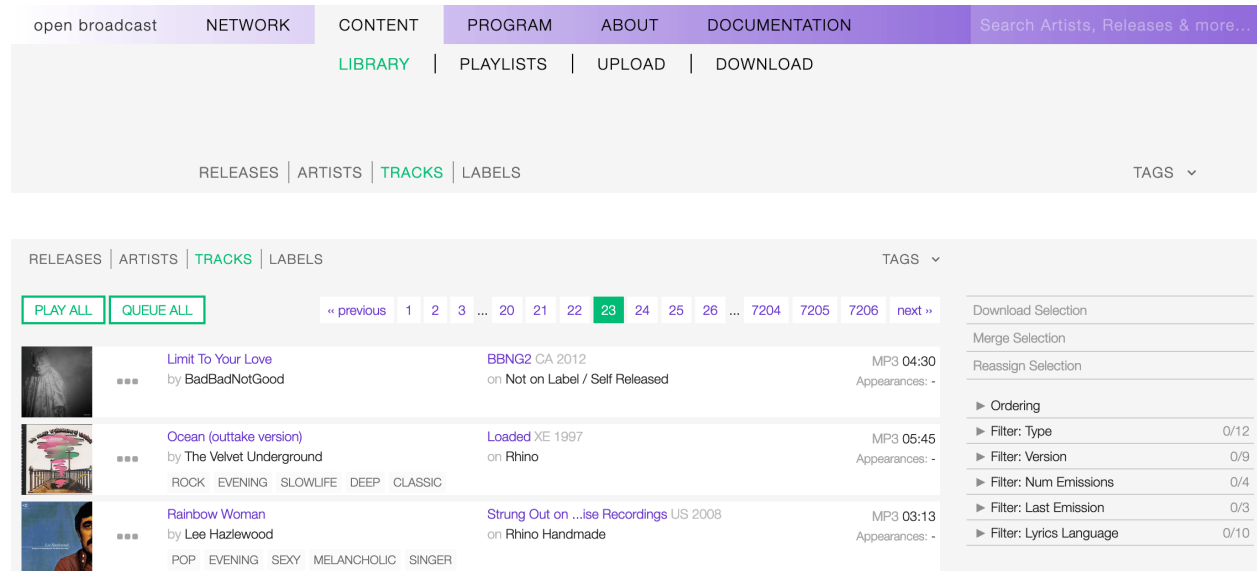 open broadcast NETWORK CONTENT PROGRAM ABOUT DOCUMENTATION Search Artists, Releases & more...
LIBRARY | PLAYLISTS | UPLOAD | DOWNLOAD
RELEASES | ARTISTS | TRACKS | LABELS TAGS
RELEASES | ARTISTS | TRACKS | LABELS TAGS
PLAY ALL QUEUE ALL ‹‹ previous 1 2 3 ... 20 21 22 23 24 25 26 ... 7204 7205 7206 next ›› Download Selection
Merge Selection
Reassign Selection
Limit To Your Love BBNG2 CA 2012 MP3 04:30
by BadBadNotGood on Not on Label / Self Released Appearances: -
Ordering
Filter: Type 0/12
Ocean (outtake version) Loaded XE 1997 MP3 05:45
by The Velvet Underground on Rhino Appearances: -
Filter: Version 0/9
ROCK EVENING SLOWLIFE DEEP CLASSIC
Filter: Num Emissions 0/4
Filter: Last Emission 0/3
Rainbow Woman Strung Out on ...ise Recordings US 2008 MP3 03:13
by Lee Hazlewood on Rhino Handmade Appearances: -
Filter: Lyrics Language 0/10
POP EVENING SEXY MELANCHOLIC SINGER